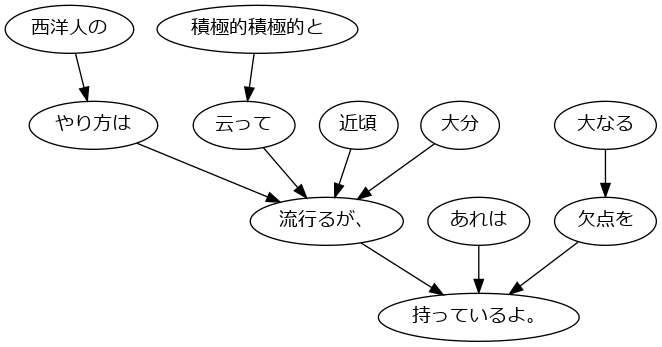 西洋人の
積極的積極的と
やり方は
云って
近頃
大分
大なる
流行るが、
あれは
欠点を
持っているよ。